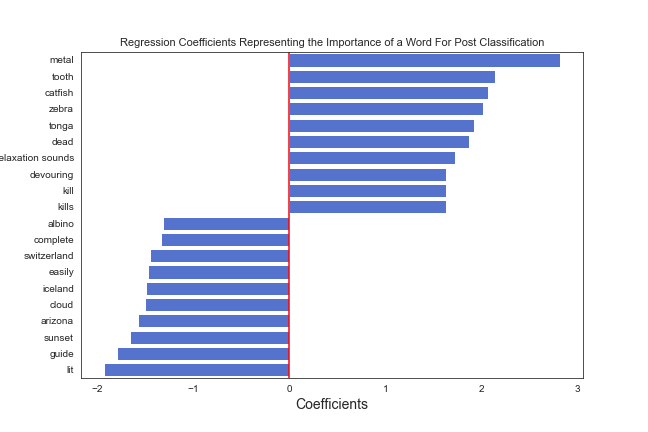 Regression Coefficients Representing the Importance of a Word For Post Classification
metal
tooth
catfish
zebra
tonga
dead
elaxation sounds
devouring
kill
kills
albino
complete
switzerland
easily
iceland
cloud
arizona
sunset
guide
lit
−2 −1 0 1 2 3
Coefficients